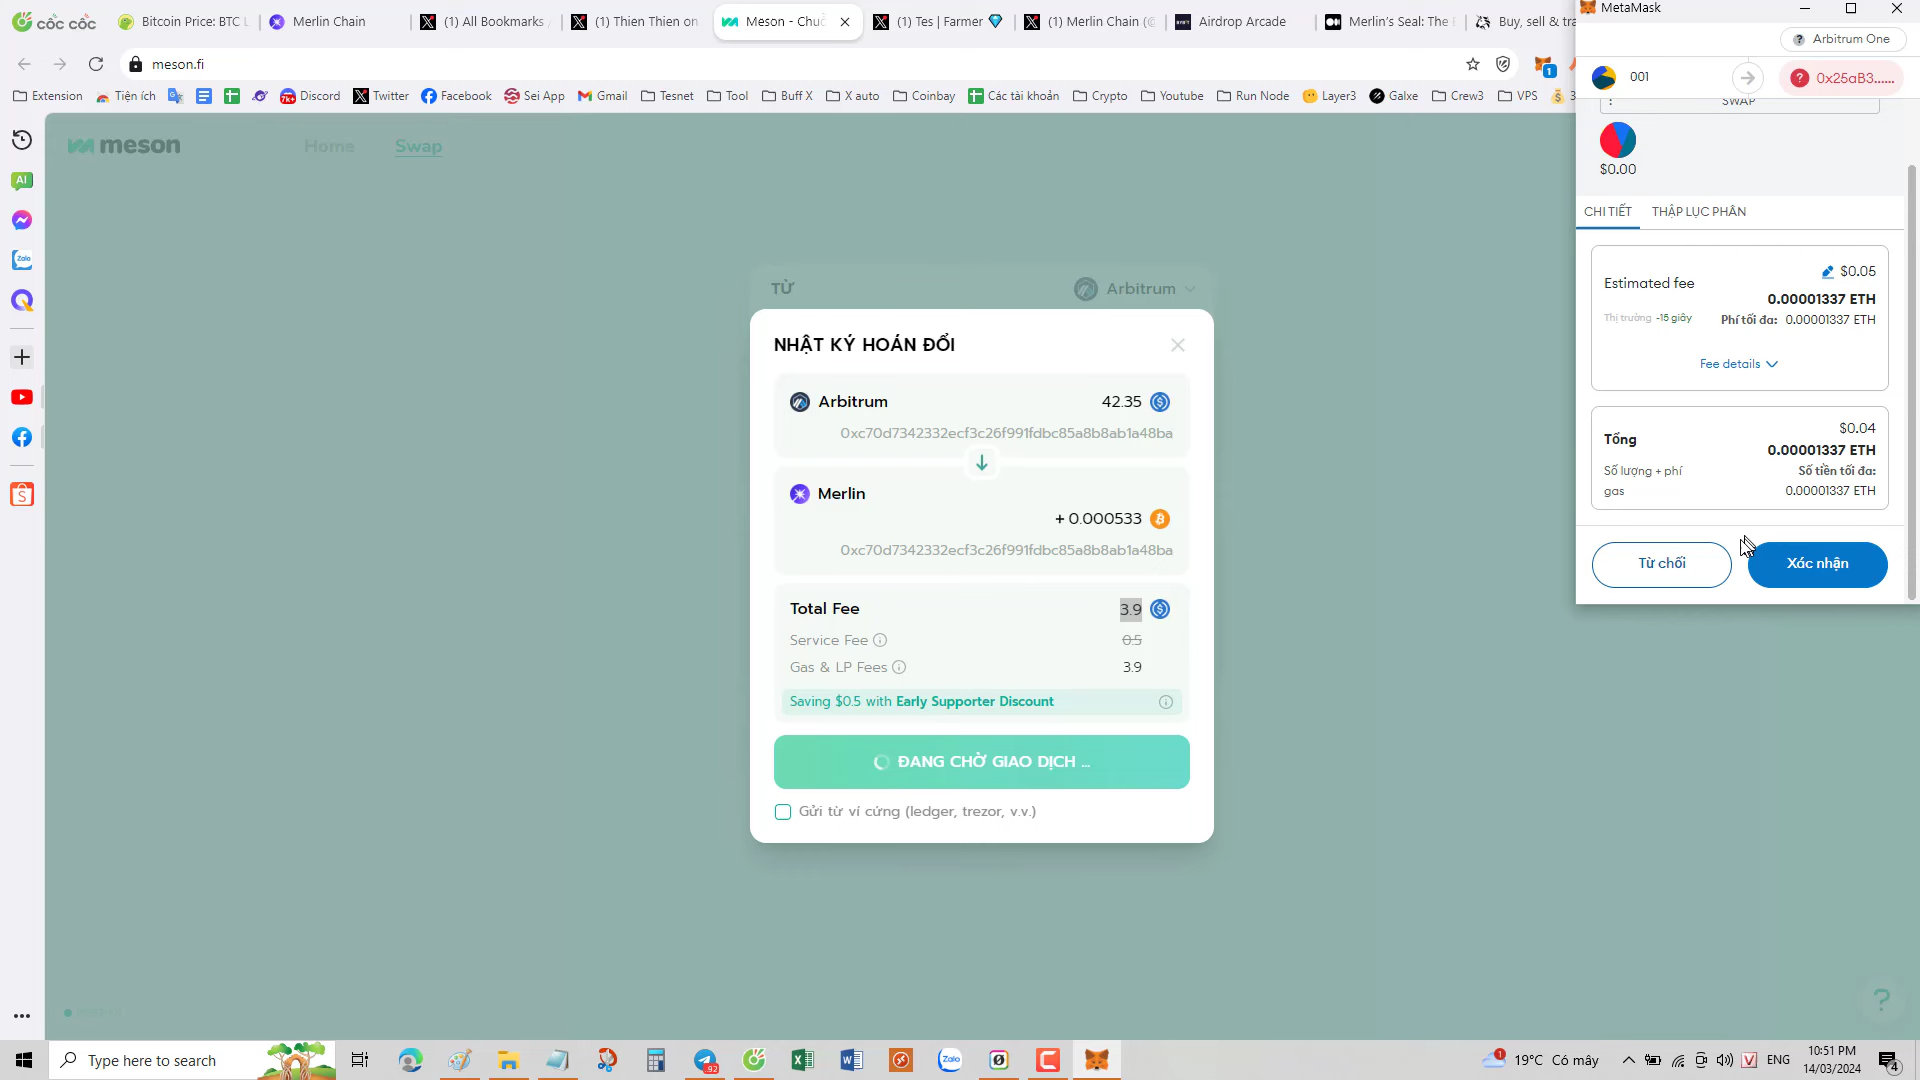 cốc cốc
Bitcoin Price: BTC L
Merlin Chain
(1) All Bookmarks
(1) Thien Thien on
Meson - Chuỗ
(1) Tes | Farmer
(1) Merlin Chain (@
Airdrop Arcade
Merlin's Seal: The E
Buy, sell & tra
MetaMask
meson.fi
1
Arbitrum One
Extension
Tiện ích
Discord
Twitter
Facebook
Sei App
Gmail
Tesnet
Tool
Buff X
X auto
Coinbay
Các tài khoản
Crypto
Youtube
Run Node
Layer3
Galxe
Crew3
VPS
001
0x25aB3......
SWAP
meson
Home
Swap
$0.00
CHI TIẾT
THẬP LỤC PHÂN
TỪ
Arbitrum
$0.05
Estimated fee
0.00001337 ETH
Thị trường ~15 giây
Phí tối đa: 0.00001337 ETH
Fee details
NHẬT KÝ HOÁN ĐỔI
Arbitrum
42.35
0xc70d7342332ecf3c26f991fdbc85a8b8ab1a48ba
Merlin
+ 0.000533
0xc70d7342332ecf3c26f991fdbc85a8b8ab1a48ba
Total Fee
3.9
Service Fee
0.5
Gas & LP Fees
3.9
Saving $0.5 with Early Supporter Discount
ĐANG CHỜ GIAO DỊCH ...
Gửi từ ví cứng (ledger, trezor, v.v.)
$0.04
Tổng
0.00001337 ETH
Số lượng + phí gas
Số tiền tối đa:
0.00001337 ETH
Từ chối
Xác nhận
AI
Zalo
Type here to search
.92
Zalo
19°C Có mây
ENG
10:51 PM
14/03/2024
4